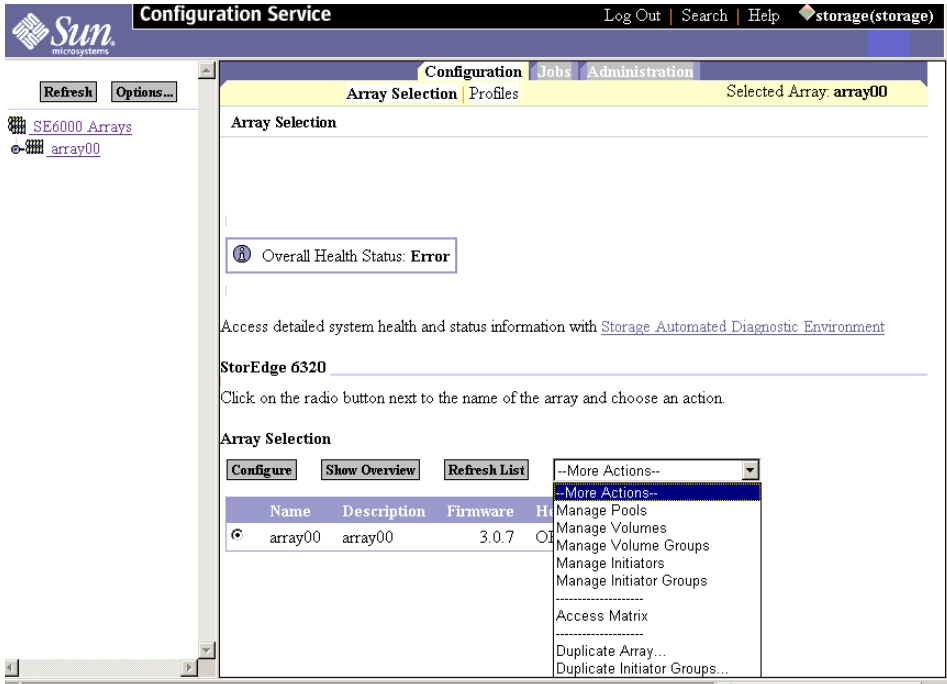 Configuration Service
Log Out | Search | Help storage(storage)
Sun
microsystems
Refresh Options...
SE6000 Arrays
array00
Configuration Jobs Administration
Array Selection | Profiles Selected Array: array00
Array Selection
Overall Health Status: Error
Access detailed system health and status information with Storage Automated Diagnostic Environment
StorEdge 6320
Click on the radio button next to the name of the array and choose an action.
Array Selection
Configure Show Overview Refresh List --More Actions--
--More Actions--
Manage Pools
Manage Volumes
Manage Volume Groups
Manage Initiators
Manage Initiator Groups
--------------------
Access Matrix
--------------------
Duplicate Array...
Duplicate Initiator Groups...
Name Description Firmware
array00 array00 3.0.7